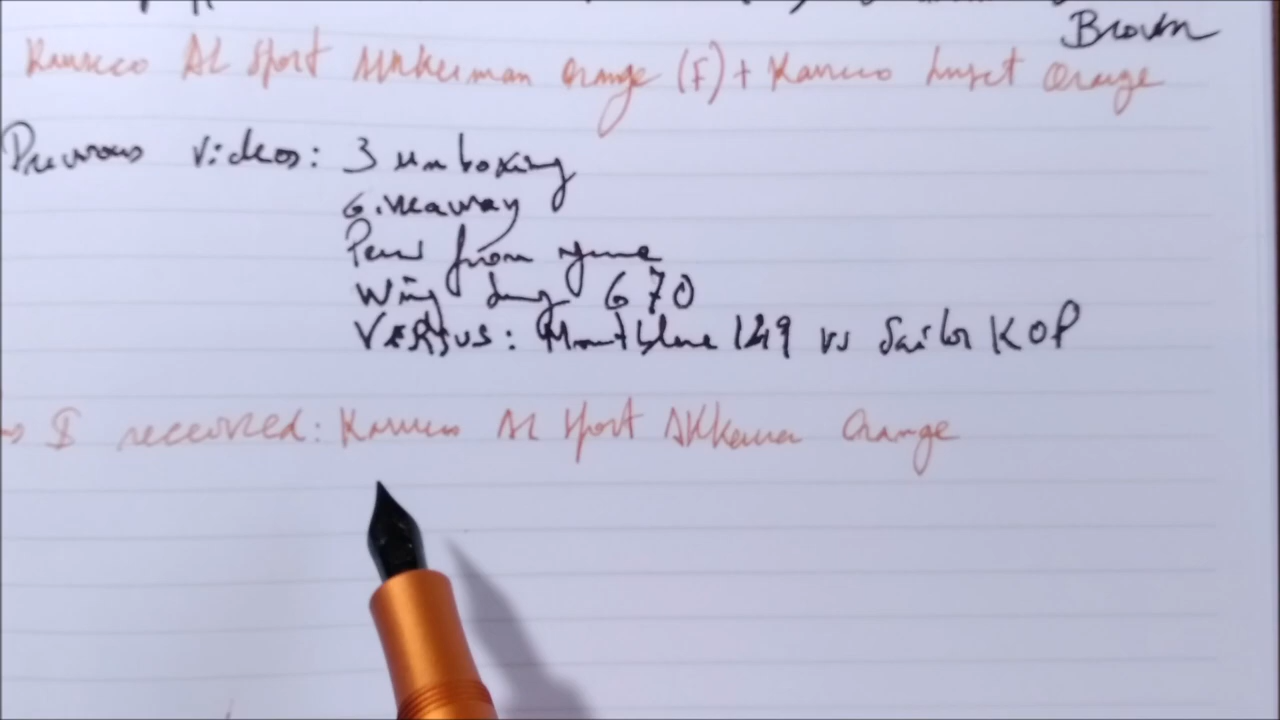 Brown
Kaweco AL Sport Akkerman Orange (F) + Kaweco Sunset Orange
Previous videos: 3 unboxing
Giveaway
Pens from
Wing Sung 670
VERSUS: Montblanc 149 vs Sailor KOP
→ I received: Kaweco AL Sport Akkerman Orange